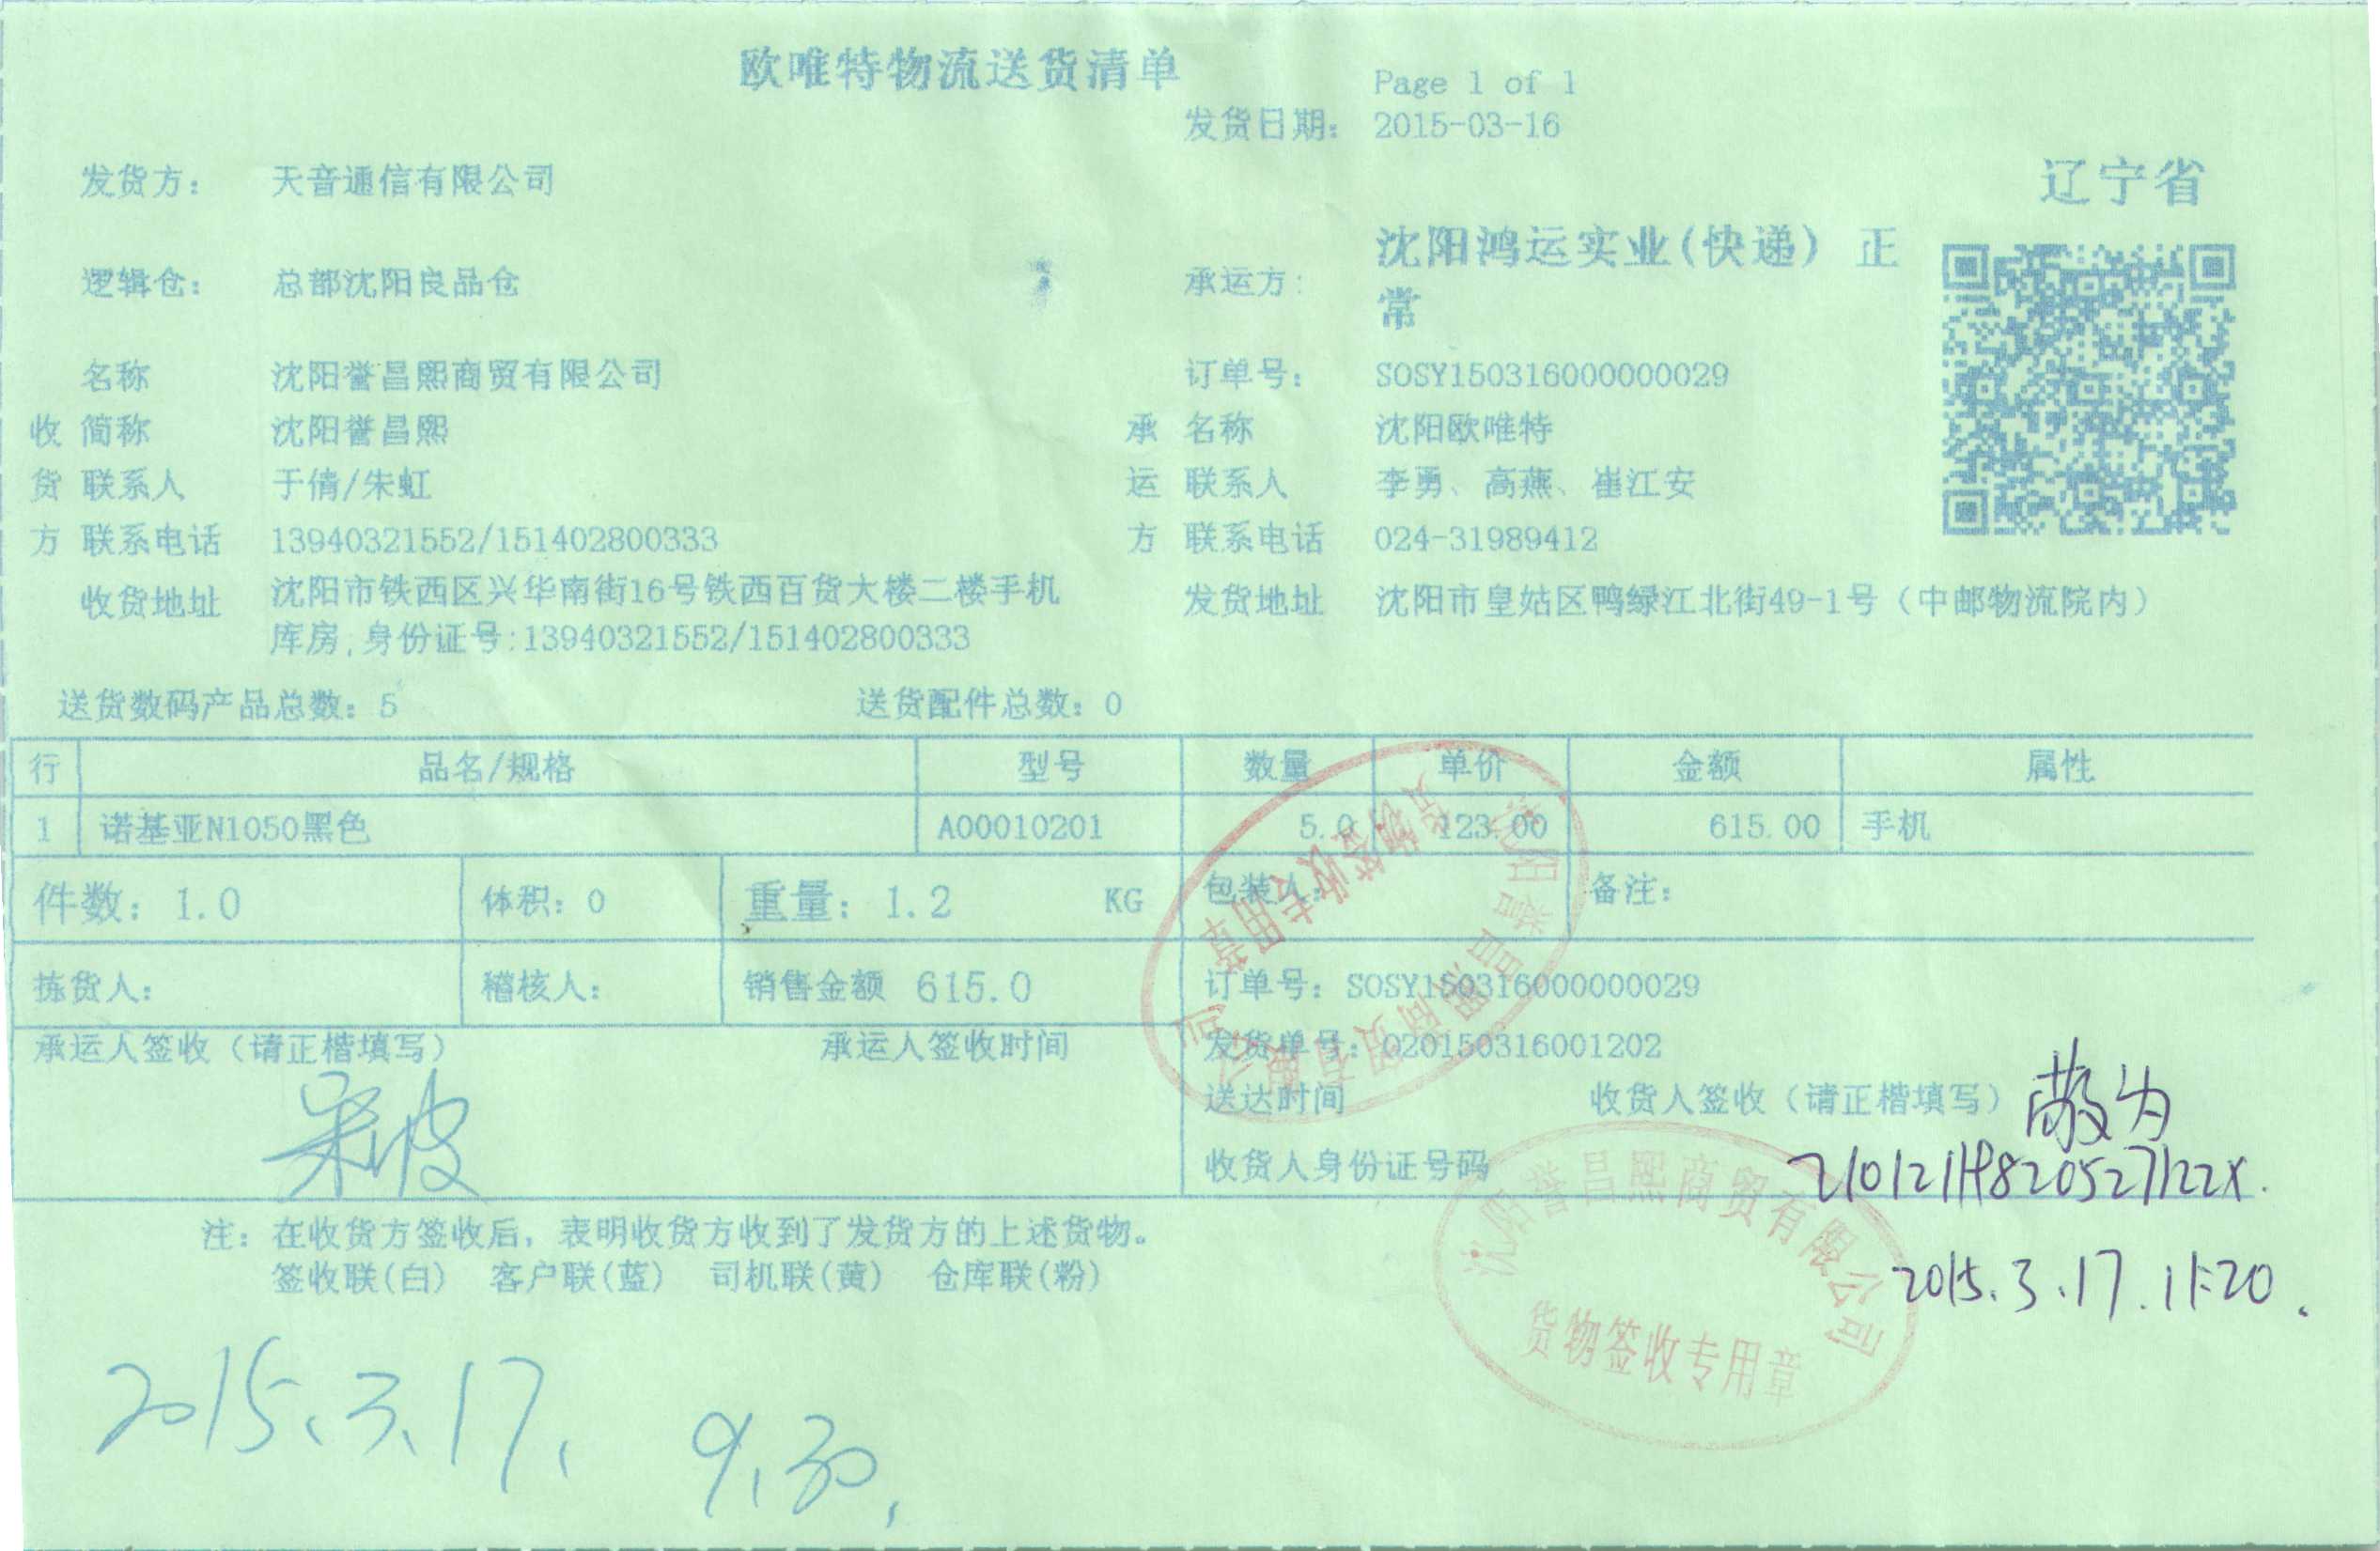 欧唯特物流送货清单
Page 1 of 1
发货日期: 2015-03-16
发货方: 天音通信有限公司
辽宁省
逻辑仓: 总部沈阳良品仓
承运方: 沈阳鸿运实业(快递) 正
常
名称 沈阳誉昌熙商贸有限公司
订单号: SOSY150316000000029
收 简称 沈阳誉昌熙
承 名称 沈阳欧唯特
货 联系人 于倩/朱虹
运 联系人 李勇、高燕、崔江安
方 联系电话 13940321552/151402800333
方 联系电话 024-31989412
收货地址 沈阳市铁西区兴华南街16号铁西百货大楼二楼手机
库房,身份证号:13940321552/151402800333
发货地址 沈阳市皇姑区鸭绿江北街49-1号（中邮物流院内）
送货数码产品总数: 5 送货配件总数: 0
行 品名/规格 型号 数量 单价 金额 属性
1 诺基亚N1050黑色 A00010201 5.0 123.00 615.00 手机
件数: 1.0 体积: 0 重量: 1.2 KG 包装人: 备注:
拣货人: 稽核人: 销售金额 615.0 订单号: SOSY150316000000029
承运人签收（请正楷填写） 承运人签收时间 发货单号: 020150316001202
送达时间 收货人签收（请正楷填写）
收货人身份证号码
2015.3.17.11:20.
注: 在收货方签收后, 表明收货方收到了发货方的上述货物。
签收联(白) 客户联(蓝) 司机联(黄) 仓库联(粉)
2015.3.17. 9.30.
沈阳誉昌熙商贸有限公司
货物签收专用章
沈阳誉昌熙商贸有限公司
货物签收专用章